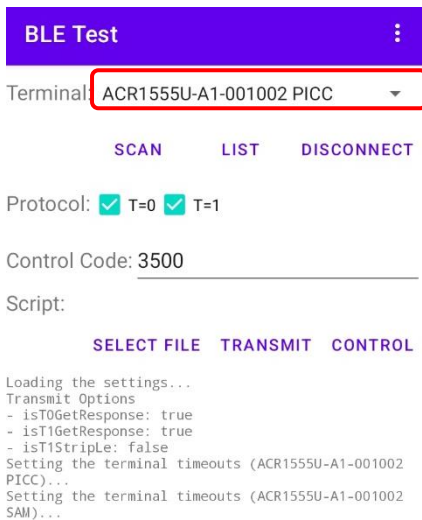 BLE Test
Terminal: ACR1555U-A1-001002 PICC
SCAN LIST DISCONNECT
Protocol: T=0 T=1
Control Code: 3500
Script:
SELECT FILE TRANSMIT CONTROL
Loading the settings...
Transmit Options
- isT0GetResponse: true
- isT1GetResponse: true
- isT1StripLe: false
Setting the terminal timeouts (ACR1555U-A1-001002
PICC)...
Setting the terminal timeouts (ACR1555U-A1-001002
SAM)...